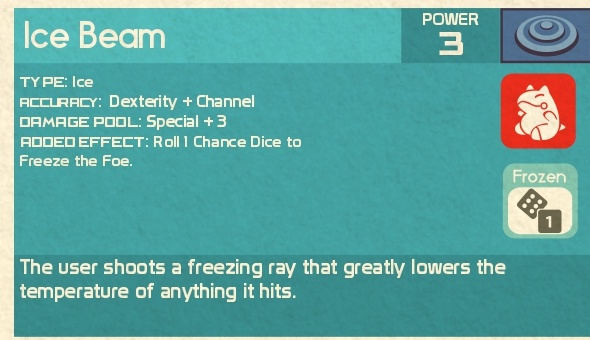 Ice Beam
POWER
3
TYPE: Ice
ACCURACY: Dexterity + Channel
DAMAGE POOL: Special + 3
ADDED EFFECT: Roll 1 Chance Dice to
Freeze the Foe.
Frozen
1
The user shoots a freezing ray that greatly lowers the
temperature of anything it hits.